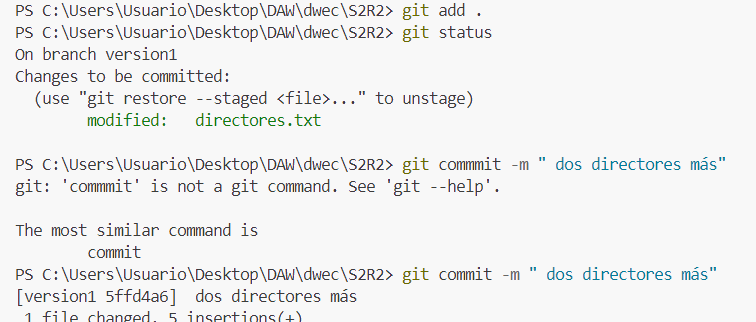 PS C:\Users\Usuario\Desktop\DAW\dwec\S2R2> git add .
PS C:\Users\Usuario\Desktop\DAW\dwec\S2R2> git status
On branch version1
Changes to be committed:
  (use "git restore --staged <file>..." to unstage)
        modified:   directores.txt

PS C:\Users\Usuario\Desktop\DAW\dwec\S2R2> git commmit -m " dos directores más"
git: 'commmit' is not a git command. See 'git --help'.

The most similar command is
        commit
PS C:\Users\Usuario\Desktop\DAW\dwec\S2R2> git commit -m " dos directores más"
[version1 5ffd4a6]  dos directores más
 1 file changed, 5 insertions(+)